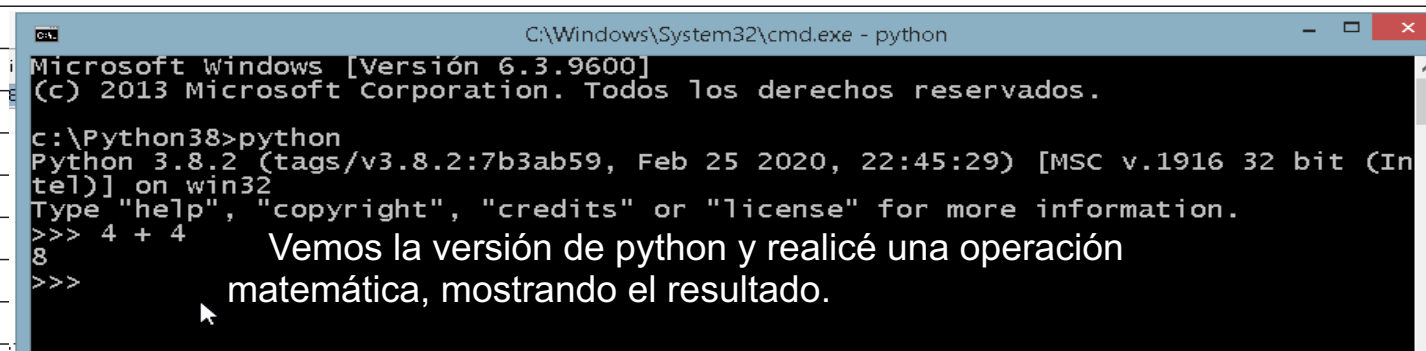 C:\Windows\System32\cmd.exe - python
Microsoft Windows [Versión 6.3.9600]
(c) 2013 Microsoft Corporation. Todos los derechos reservados.
c:\Python38>python
Python 3.8.2 (tags/v3.8.2:7b3ab59, Feb 25 2020, 22:45:29) [MSC v.1916 32 bit (In
tel)] on win32
Type "help", "copyright", "credits" or "license" for more information.
>>> 4 + 4
8
>>>
Vemos la versión de python y realicé una operación
matemática, mostrando el resultado.